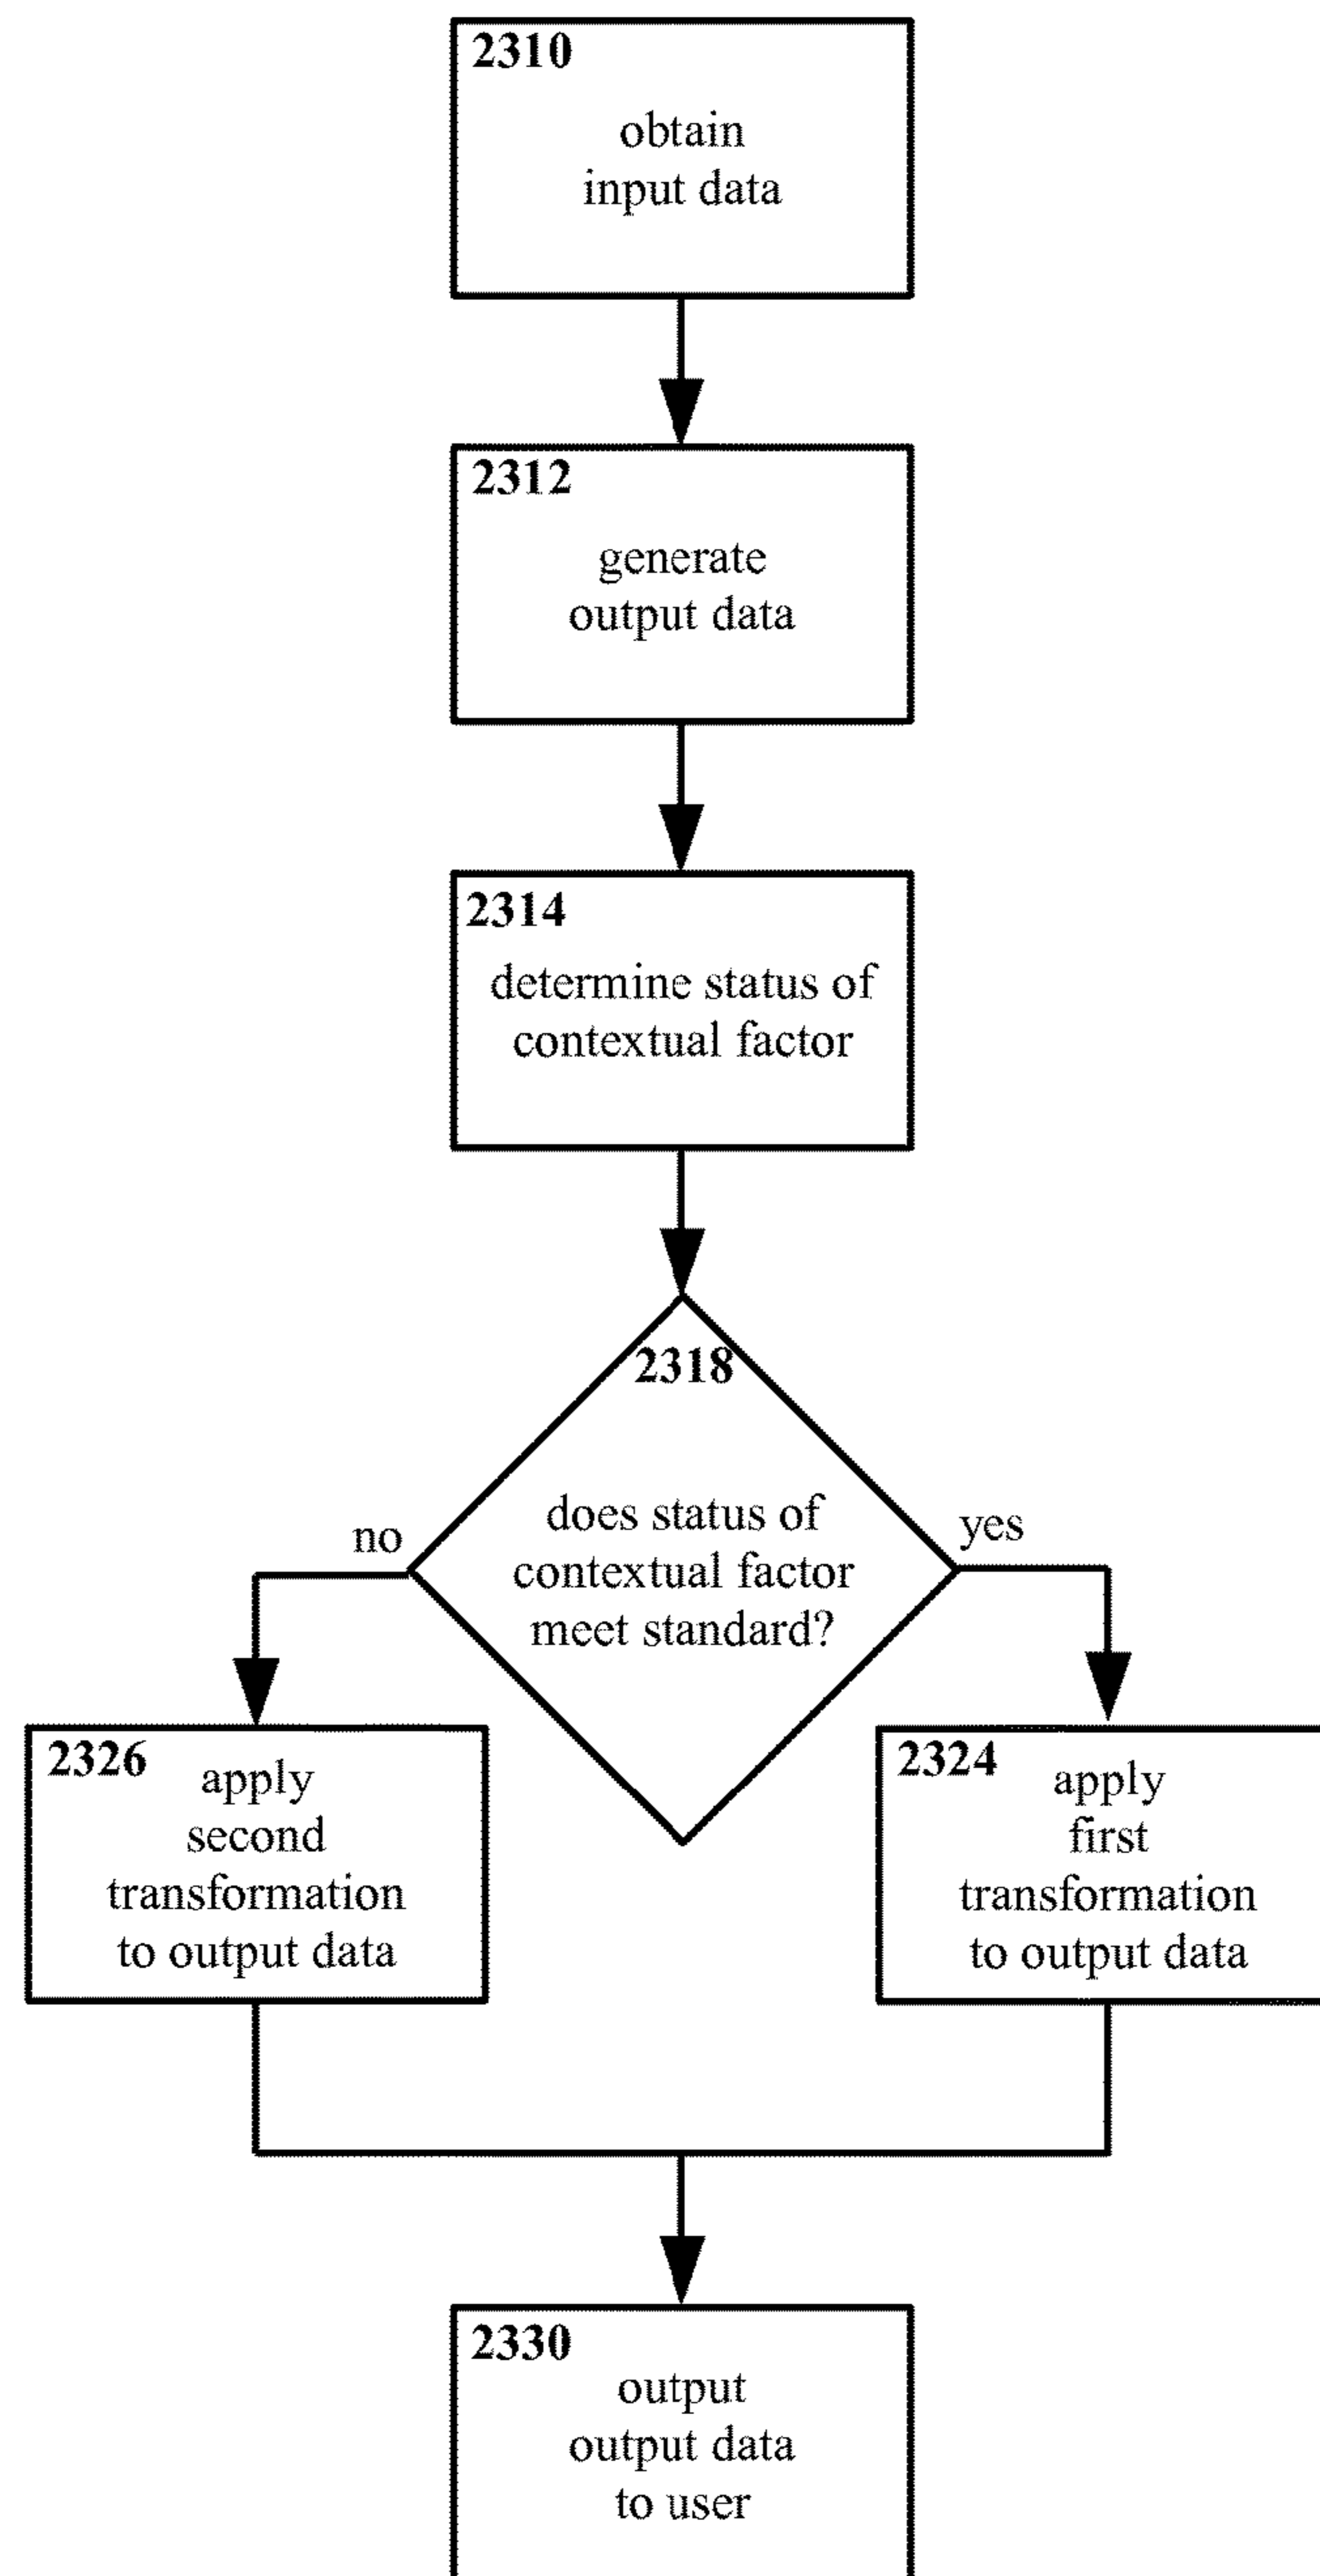 2310
obtain
input data
2312
generate
output data
2314
determine status of
contextual factor
2318
does status of
contextual factor
meet standard?
no
yes
2326
apply
second
transformation
to output data
2324
apply
first
transformation
to output data
2330
output
output data
to user